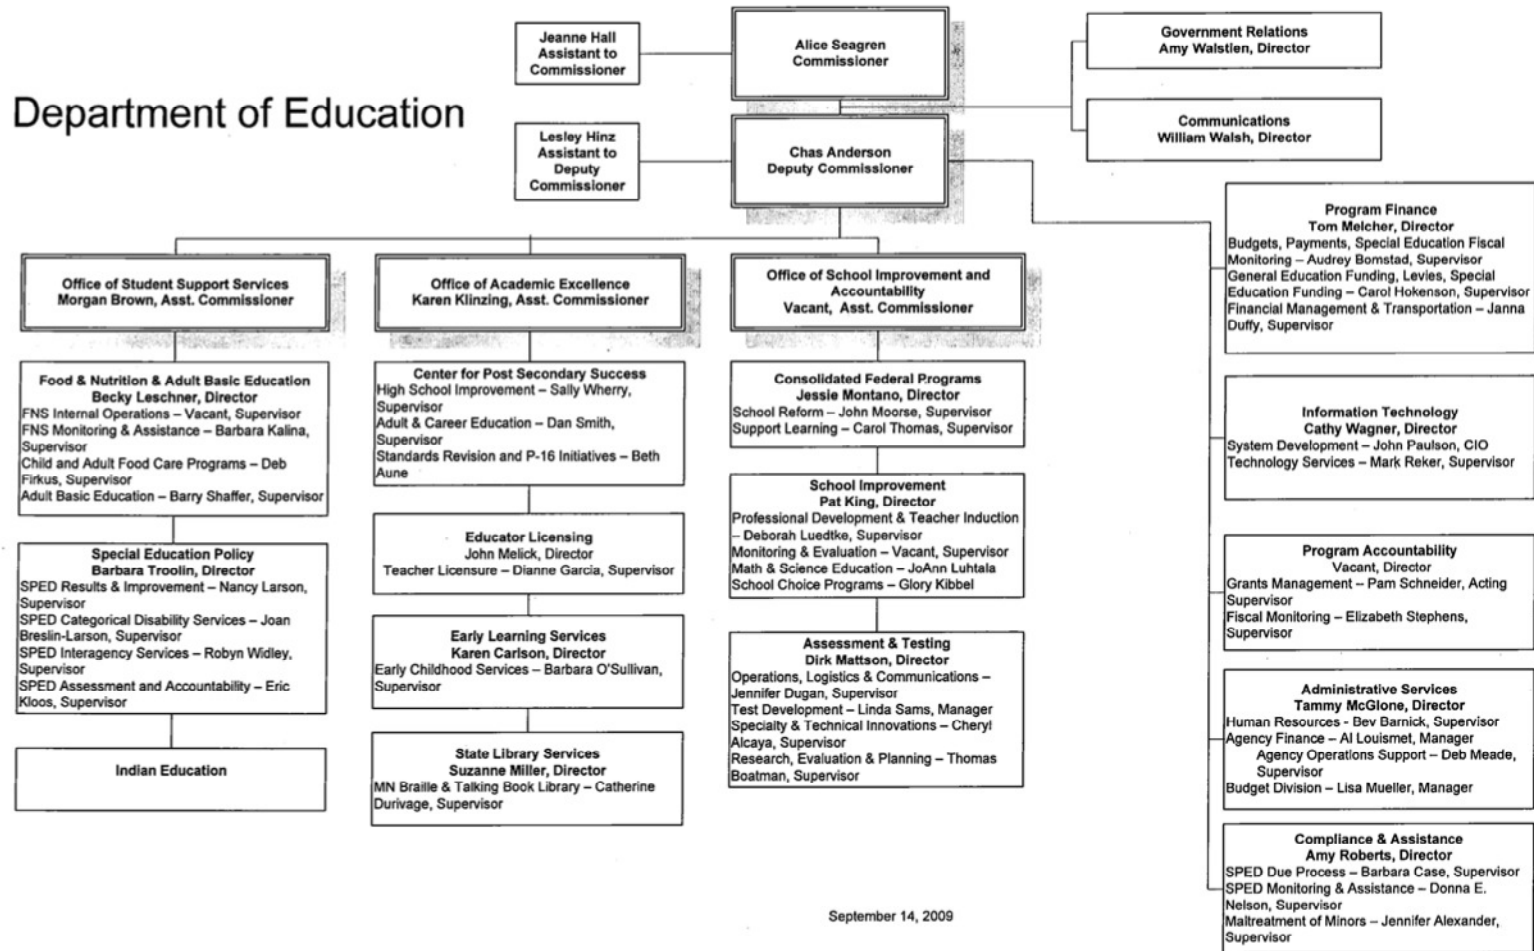 Department of Education
Jeanne Hall
Assistant to
Commissioner
Alice Seagren
Commissioner
Government Relations
Amy Walstien, Director
Communications
William Walsh, Director
Lesley Hinz
Assistant to
Deputy
Commissioner
Chas Anderson
Deputy Commissioner
Office of Student Support Services
Morgan Brown, Asst. Commissioner
Food & Nutrition & Adult Basic Education
Becky Leschner, Director
FNS Internal Operations – Vacant, Supervisor
FNS Monitoring & Assistance – Barbara Kalina,
Supervisor
Child and Adult Food Care Programs – Deb
Firkus, Supervisor
Adult Basic Education – Barry Shaffer, Supervisor
Special Education Policy
Barbara Troolin, Director
SPED Results & Improvement – Nancy Larson,
Supervisor
SPED Categorical Disability Services – Joan
Breslin-Larson, Supervisor
SPED Interagency Services – Robyn Widley,
Supervisor
SPED Assessment and Accountability – Eric
Kloos, Supervisor
Indian Education
Office of Academic Excellence
Karen Klinzing, Asst. Commissioner
Center for Post Secondary Success
High School Improvement – Sally Wherry,
Supervisor
Adult & Career Education – Dan Smith,
Supervisor
Standards Revision and P-16 Initiatives – Beth
Aune
Educator Licensing
John Melick, Director
Teacher Licensure – Dianne Garcia, Supervisor
Early Learning Services
Karen Carlson, Director
Early Childhood Services – Barbara O'Sullivan,
Supervisor
State Library Services
Suzanne Miller, Director
MN Braille & Talking Book Library – Catherine
Durivage, Supervisor
Office of School Improvement and
Accountability
Vacant, Asst. Commissioner
Consolidated Federal Programs
Jessie Montano, Director
School Reform – John Moorse, Supervisor
Support Learning – Carol Thomas, Supervisor
School Improvement
Pat King, Director
Professional Development & Teacher Induction
– Deborah Luedtke, Supervisor
Monitoring & Evaluation – Vacant, Supervisor
Math & Science Education – JoAnn Luhtala
School Choice Programs – Glory Kibbel
Assessment & Testing
Dirk Mattson, Director
Operations, Logistics & Communications –
Jennifer Dugan, Supervisor
Test Development – Linda Sams, Manager
Specialty & Technical Innovations – Cheryl
Alcaya, Supervisor
Research, Evaluation & Planning – Thomas
Boatman, Supervisor
Program Finance
Tom Melcher, Director
Budgets, Payments, Special Education Fiscal
Monitoring – Audrey Bomstad, Supervisor
General Education Funding, Levies, Special
Education Funding – Carol Hokenson, Supervisor
Financial Management & Transportation – Janna
Duffy, Supervisor
Information Technology
Cathy Wagner, Director
System Development – John Paulson, CIO
Technology Services – Mark Reker, Supervisor
Program Accountability
Vacant, Director
Grants Management – Pam Schneider, Acting
Supervisor
Fiscal Monitoring – Elizabeth Stephens,
Supervisor
Administrative Services
Tammy McGlone, Director
Human Resources - Bev Barnick, Supervisor
Agency Finance – Al Louismet, Manager
Agency Operations Support – Deb Meade,
Supervisor
Budget Division – Lisa Mueller, Manager
Compliance & Assistance
Amy Roberts, Director
SPED Due Process – Barbara Case, Supervisor
SPED Monitoring & Assistance – Donna E.
Nelson, Supervisor
Maltreatment of Minors – Jennifer Alexander,
Supervisor
September 14, 2009